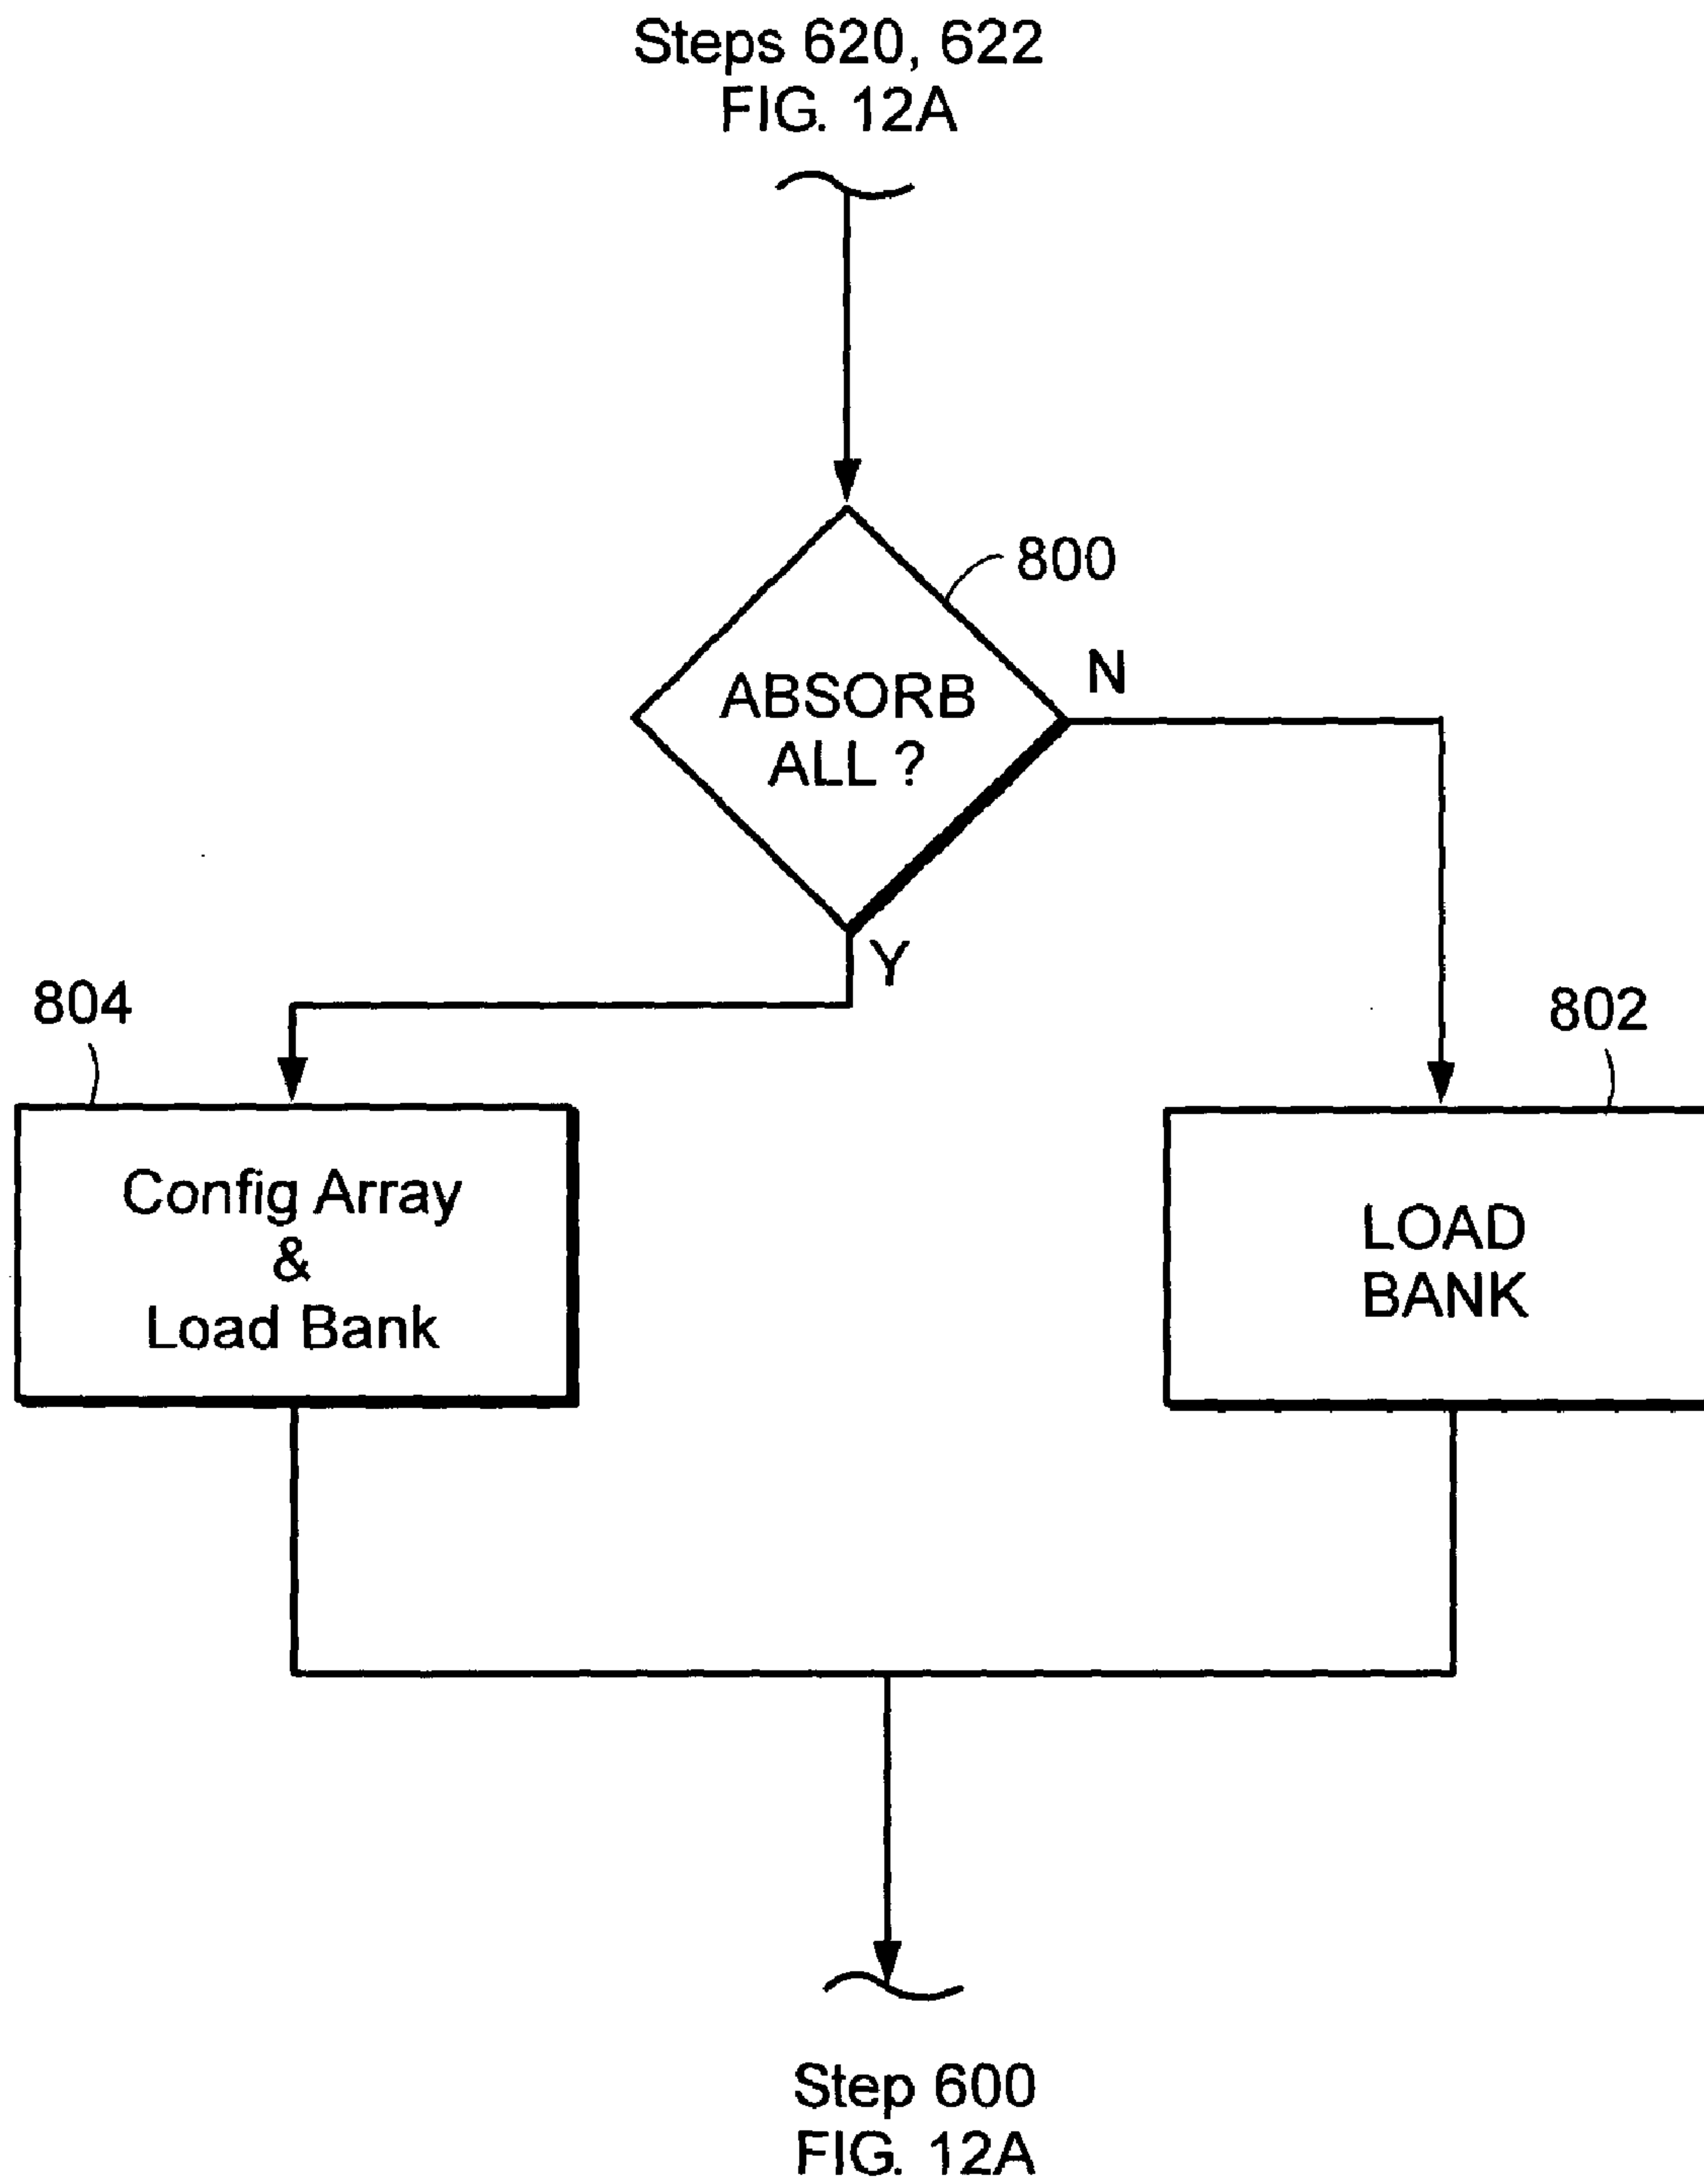 Steps 620, 622
FIG. 12A
800
N
ABSORB
ALL ?
Y
804
802
Config Array
&
Load Bank
LOAD
BANK
Step 600
FIG. 12A